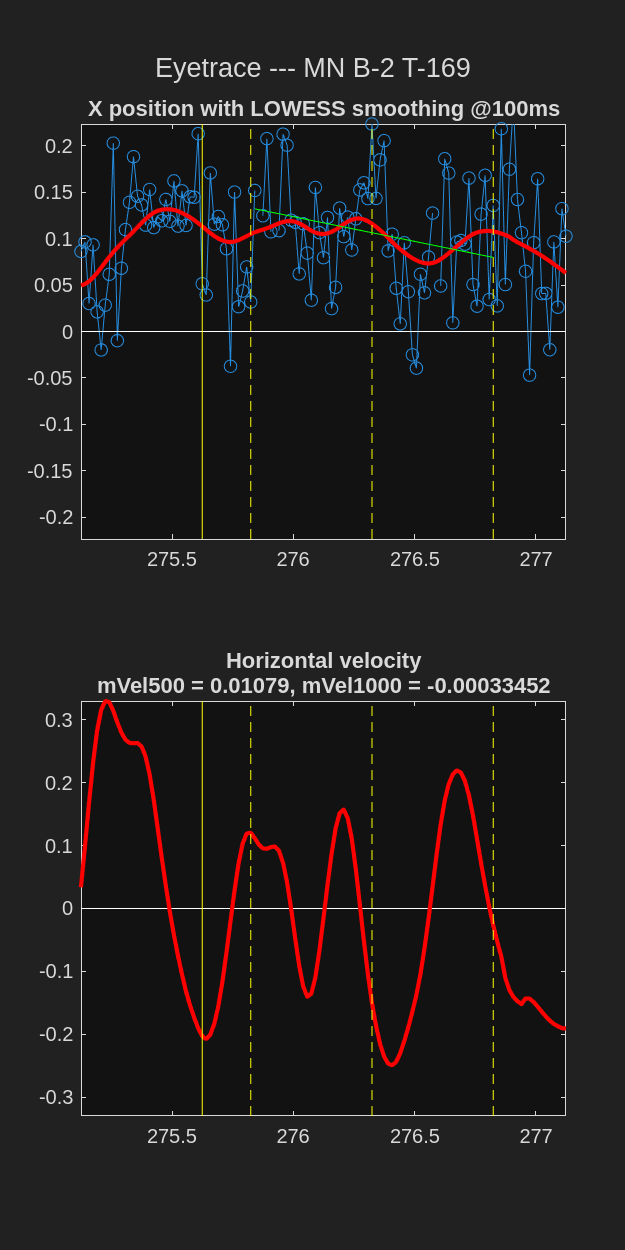 Eyetrace --- MN B-2 T-169
X position with LOWESS smoothing @100ms
0.2
0.15
0.1
0.05
0
-0.05
-0.1
-0.15
-0.2
275.5 276 276.5 277
Horizontal velocity
mVel500 = 0.01079, mVel1000 = -0.00033452
0.3
0.2
0.1
0
-0.1
-0.2
-0.3
275.5 276 276.5 277